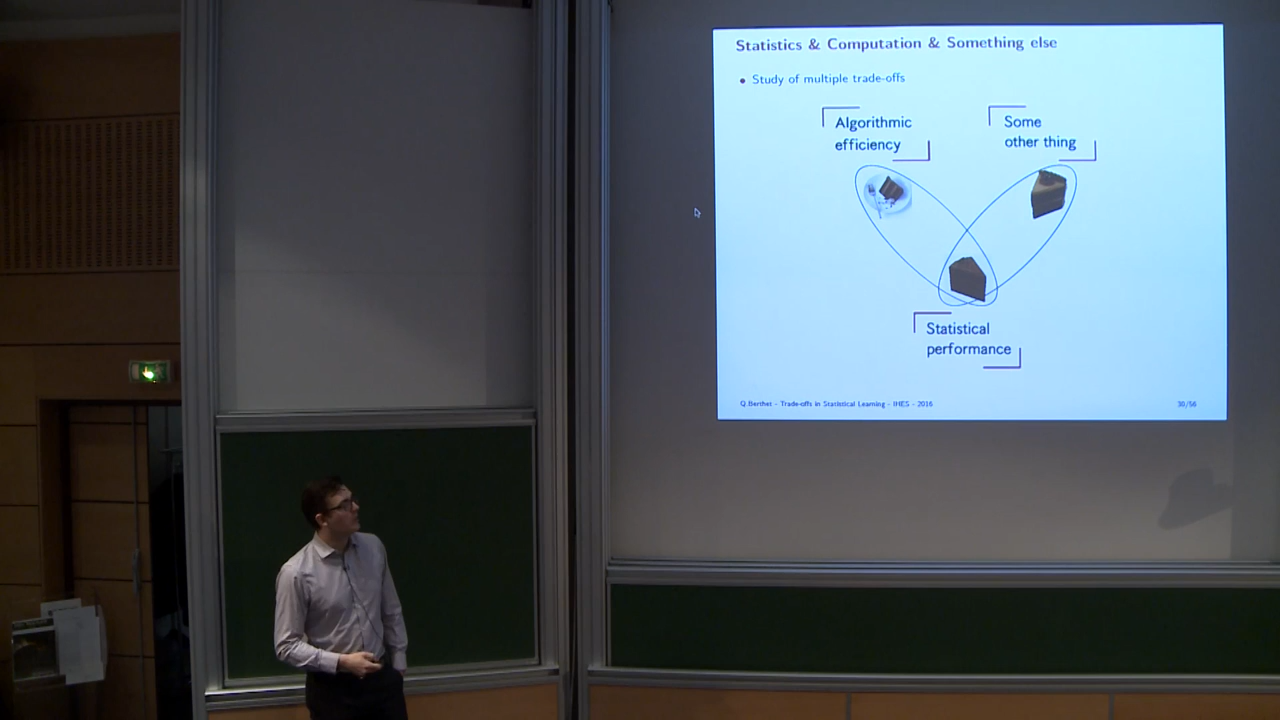 Statistics & Computation & Something else
• Study of multiple trade-offs
Algorithmic
efficiency
Some
other thing
Statistical
performance
Q.Berthet - Trade-offs in Statistical Learning - IHES - 2016
30/56